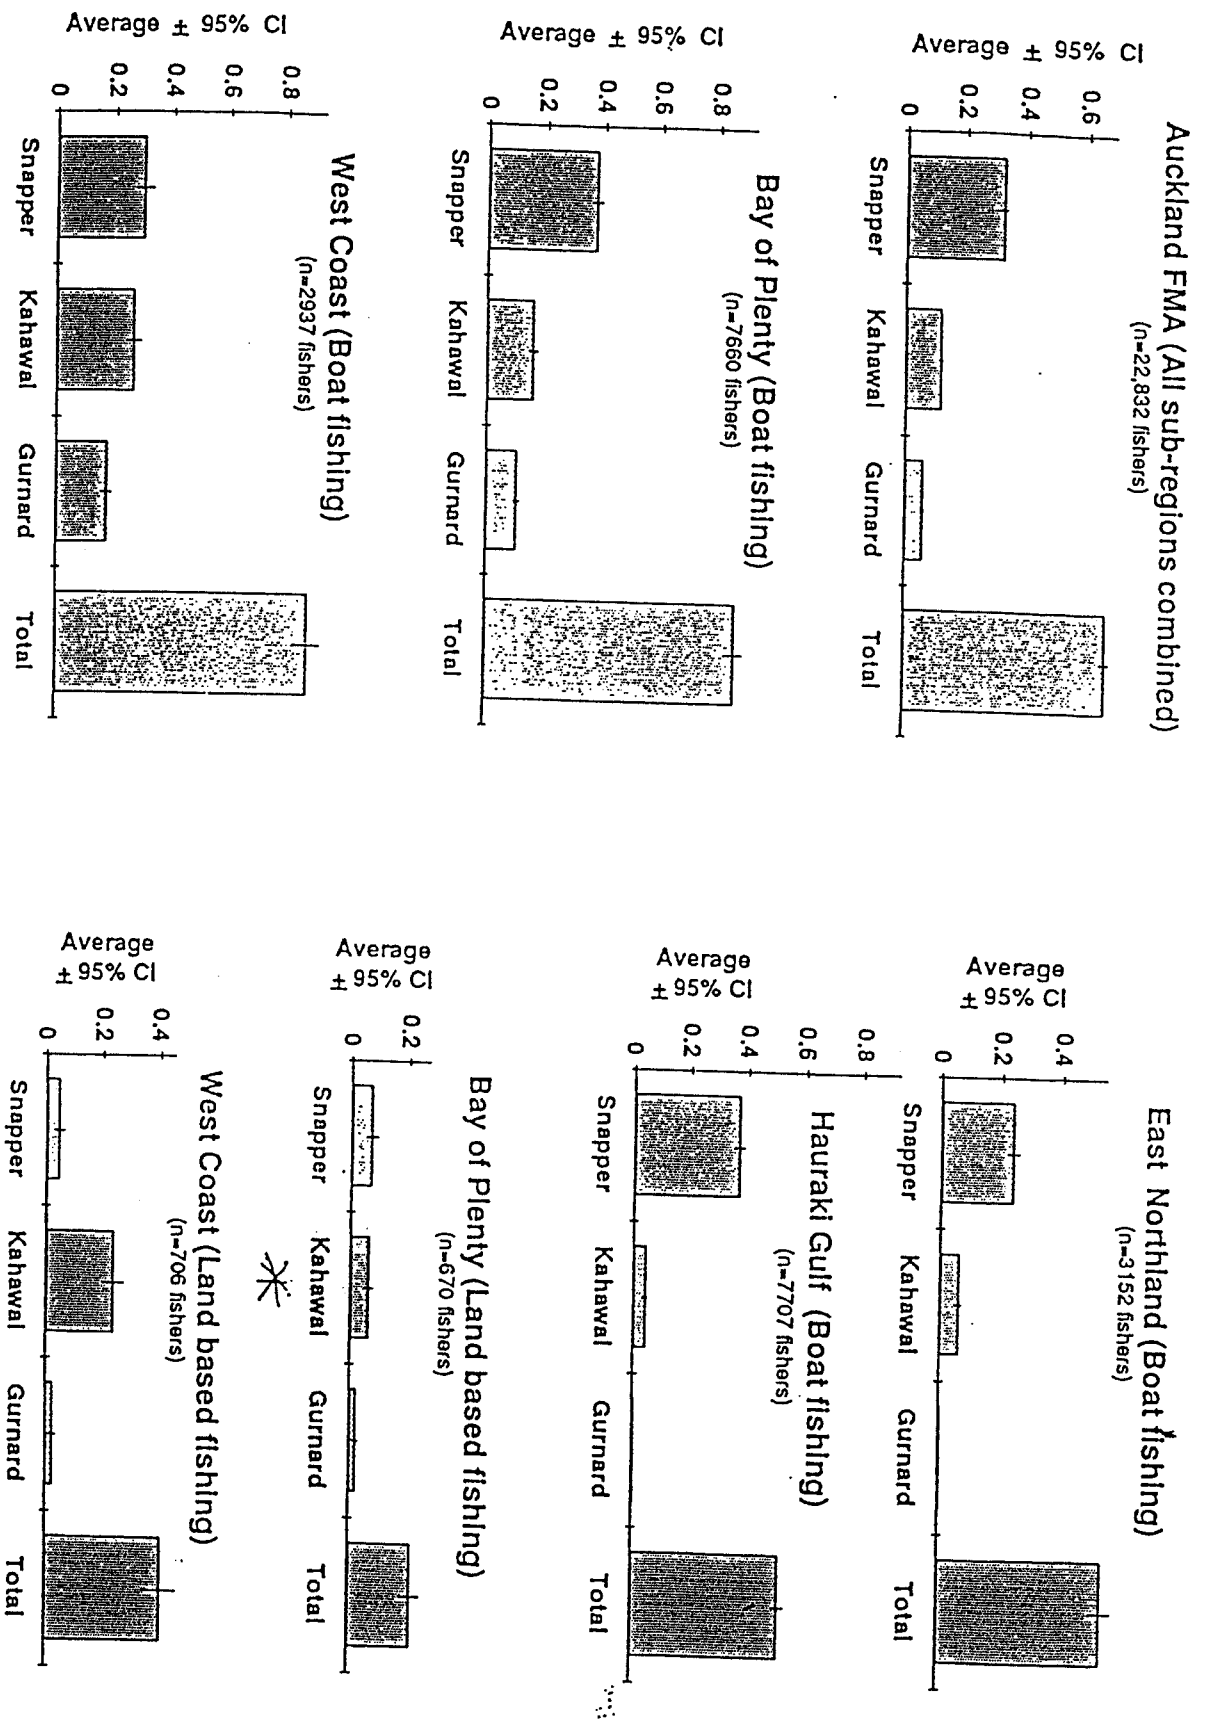 Auckland FMA (All sub-regions combined)
(n=22,832 fishers)
Average ± 95% CI
0.6
0.4
0.2
0
Snapper Kahawai Gurnard Total
East Northland (Boat fishing)
(n=3152 fishers)
Average
± 95% CI
0.4
0.2
0
Snapper Kahawai Gurnard Total
Bay of Plenty (Boat fishing)
(n=7660 fishers)
Average ± 95% CI
0.8
0.6
0.4
0.2
0
Snapper Kahawai Gurnard Total
Hauraki Gulf (Boat fishing)
(n=7707 fishers)
Average
± 95% CI
0.8
0.6
0.4
0.2
0
Snapper Kahawai Gurnard Total
West Coast (Boat fishing)
(n=2937 fishers)
Average ± 95% CI
0.8
0.6
0.4
0.2
0
Snapper Kahawai Gurnard Total
Bay of Plenty (Land based fishing)
(n=670 fishers)
Average
± 95% CI
0.2
0
Snapper Kahawai Gurnard Total
West Coast (Land based fishing)
(n=706 fishers)
Average
± 95% CI
0.4
0.2
0
Snapper Kahawai Gurnard Total